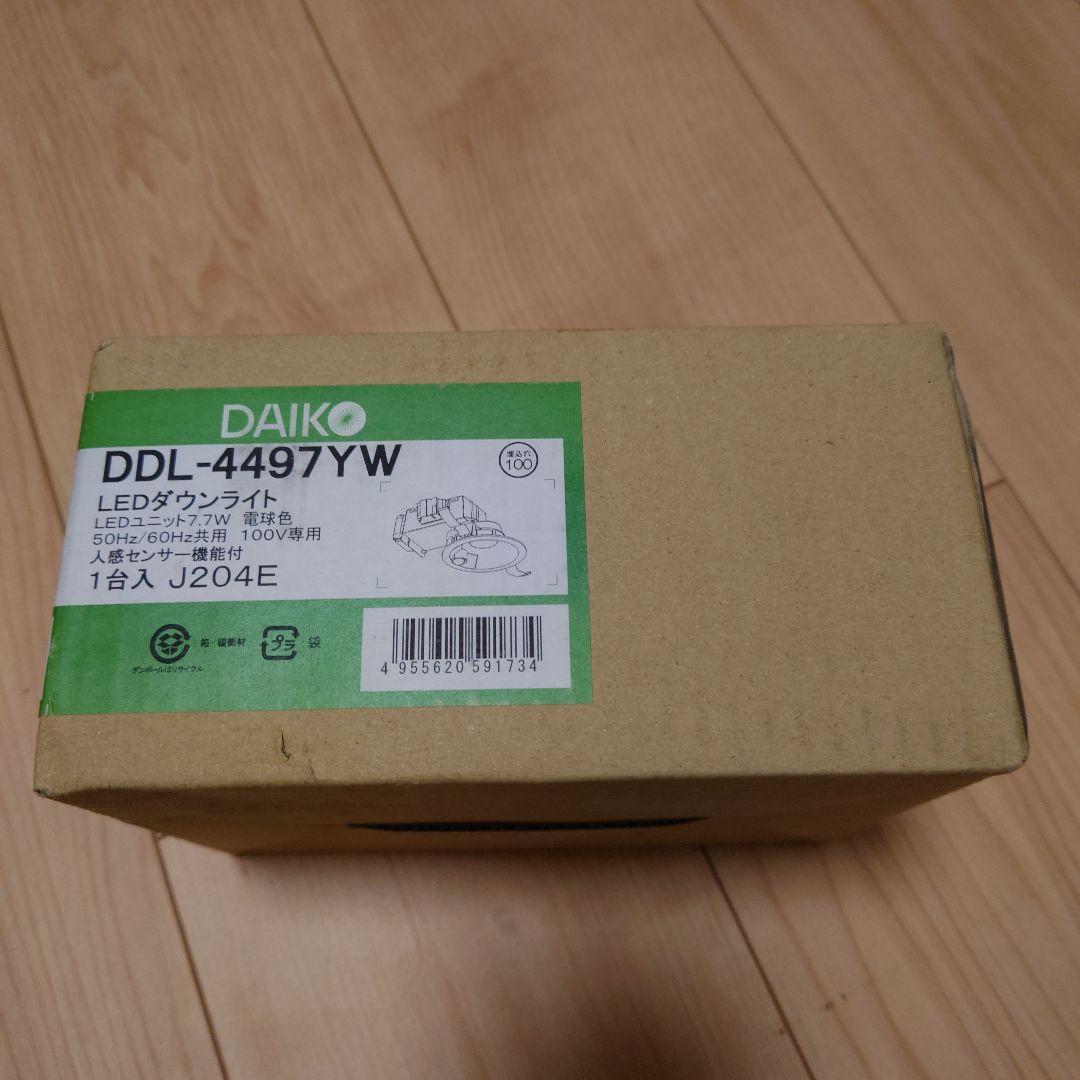 DAIKO
DDL-4497YW
埋込穴
100
LEDダウンライト
LEDユニット7.7W 電球色
50Hz/60Hz共用 100V専用
人感センサー機能付
1台入 J204E
:箱・緩衝材
プラ
:袋
ダンボールはリサイクル
4 955620 591734